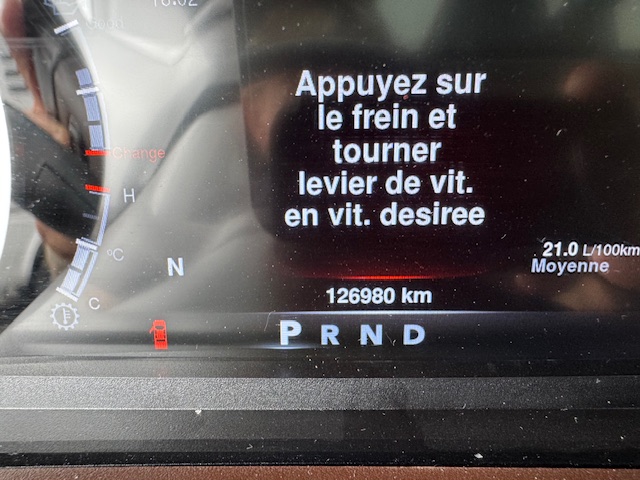 Appuyez sur
le frein et
tourner
levier de vit.
en vit. desiree
Change
H
°C
N
C
21.0 L/100km
Moyenne
126980 km
P R N D